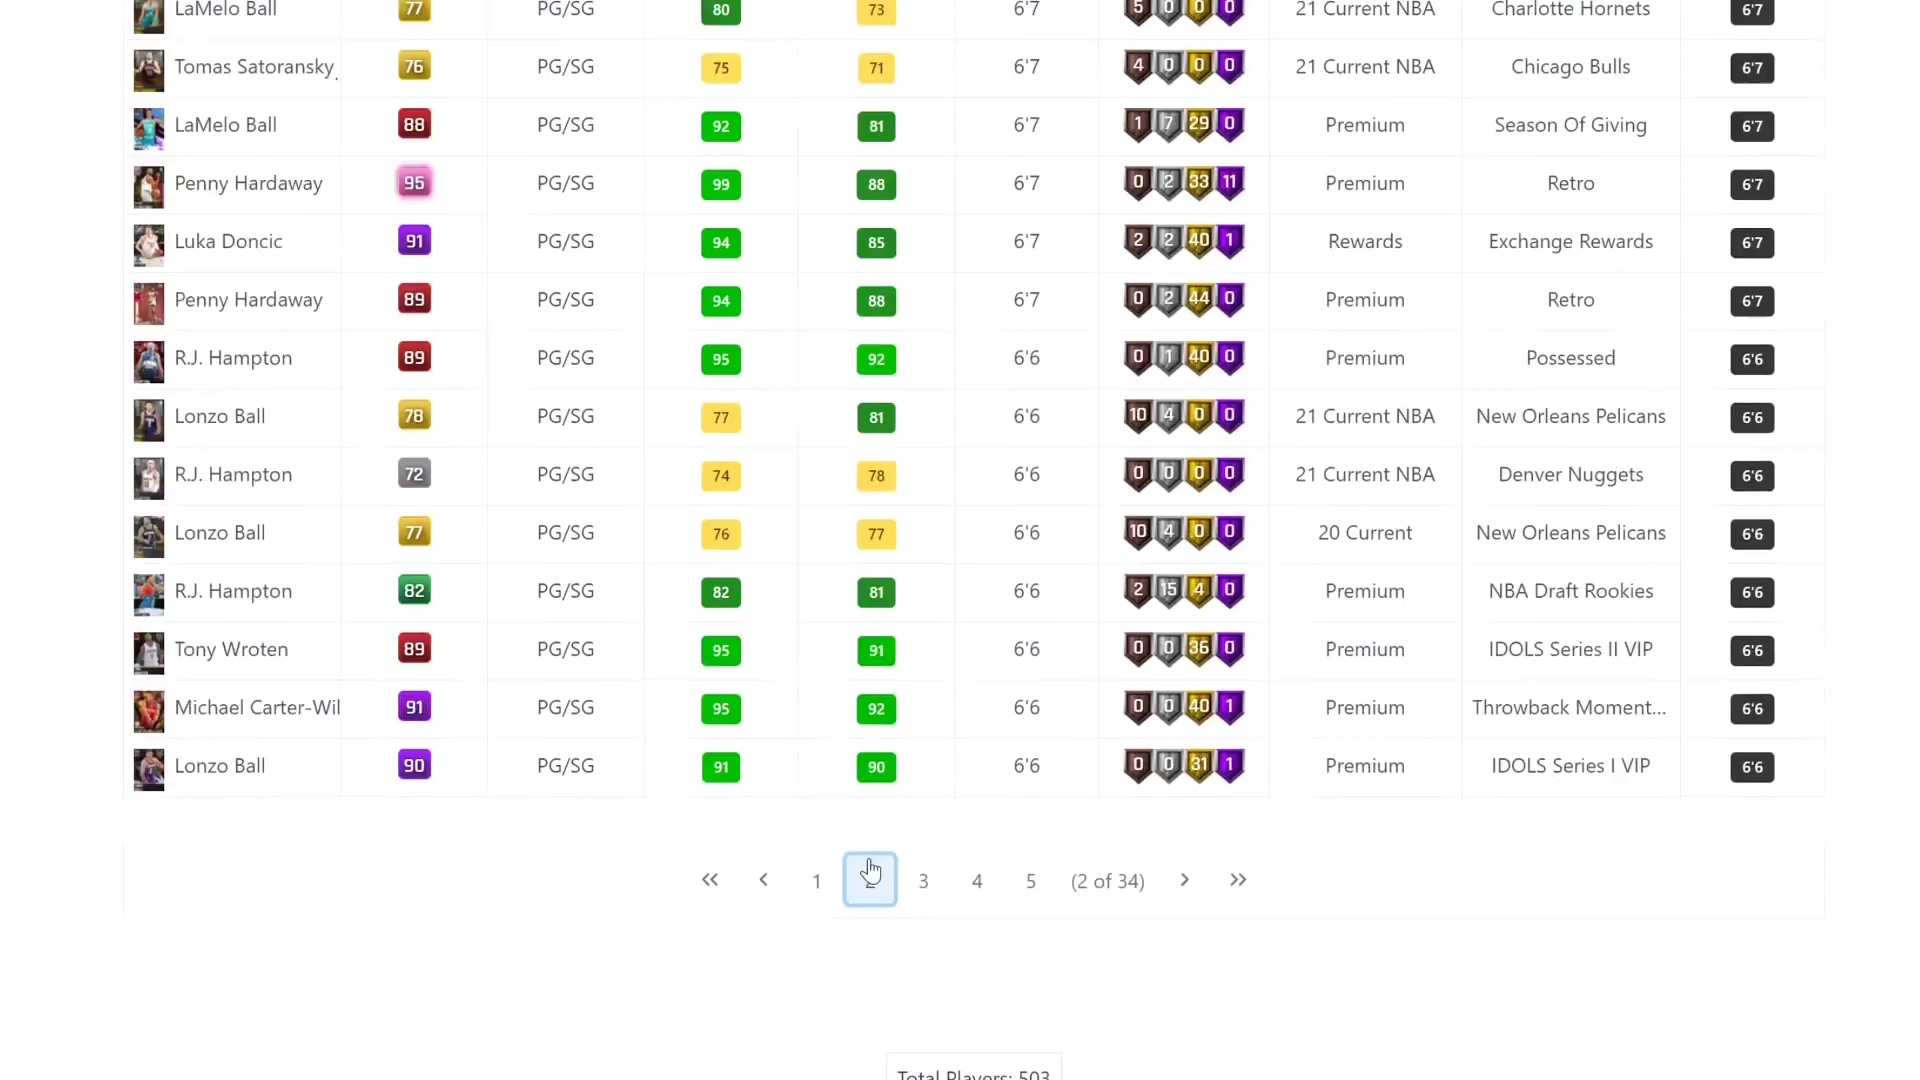 LaMelo Ball 77 PG/SG 80 73 6'7 5 0 0 0 21 Current NBA Charlotte Hornets 6'7
Tomas Satoransky 76 PG/SG 75 71 6'7 4 0 0 0 21 Current NBA Chicago Bulls 6'7
LaMelo Ball 88 PG/SG 92 81 6'7 1 7 29 0 Premium Season Of Giving 6'7
Penny Hardaway 95 PG/SG 99 88 6'7 0 2 33 11 Premium Retro 6'7
Luka Doncic 91 PG/SG 94 85 6'7 2 2 40 1 Rewards Exchange Rewards 6'7
Penny Hardaway 89 PG/SG 94 88 6'7 0 2 44 0 Premium Retro 6'7
R.J. Hampton 89 PG/SG 95 92 6'6 0 1 40 0 Premium Possessed 6'6
Lonzo Ball 78 PG/SG 77 81 6'6 10 4 0 0 21 Current NBA New Orleans Pelicans 6'6
R.J. Hampton 72 PG/SG 74 78 6'6 0 0 0 0 21 Current NBA Denver Nuggets 6'6
Lonzo Ball 77 PG/SG 76 77 6'6 10 4 0 0 20 Current New Orleans Pelicans 6'6
R.J. Hampton 82 PG/SG 82 81 6'6 2 15 4 0 Premium NBA Draft Rookies 6'6
Tony Wroten 89 PG/SG 95 91 6'6 0 0 36 0 Premium IDOLS Series II VIP 6'6
Michael Carter-Wil 91 PG/SG 95 92 6'6 0 0 40 1 Premium Throwback Moment... 6'6
Lonzo Ball 90 PG/SG 91 90 6'6 0 0 31 1 Premium IDOLS Series I VIP 6'6
« ‹ 1 2 3 4 5 (2 of 34) › »
Total Players: 503